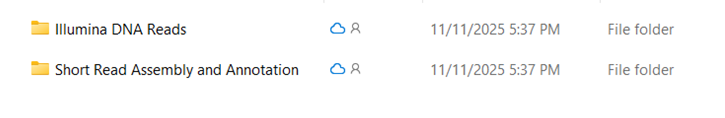 Illumina DNA Reads 11/11/2025 5:37 PM File folder
Short Read Assembly and Annotation 11/11/2025 5:37 PM File folder